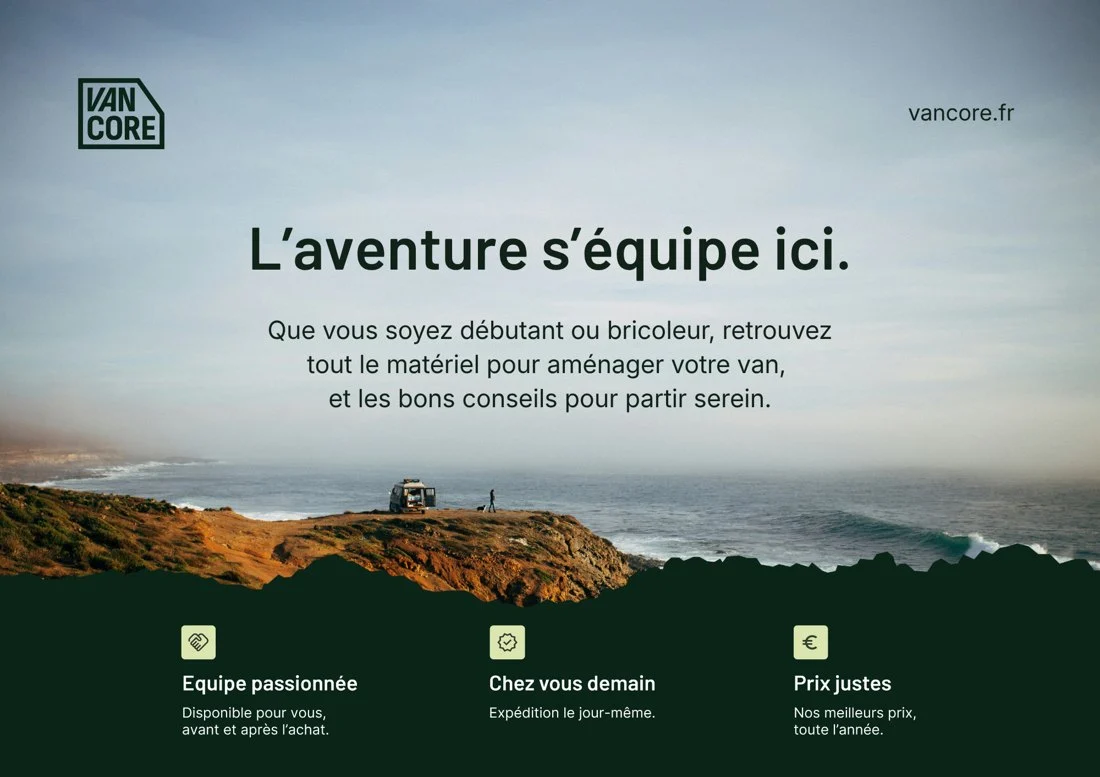 VAN
CORE
vancore.fr
L’aventure s’équipe ici.
Que vous soyez débutant ou bricoleur, retrouvez
tout le matériel pour aménager votre van,
et les bons conseils pour partir serein.
Equipe passionnée
Disponible pour vous,
avant et après l’achat.
Chez vous demain
Expédition le jour-même.
€
Prix justes
Nos meilleurs prix,
toute l’année.